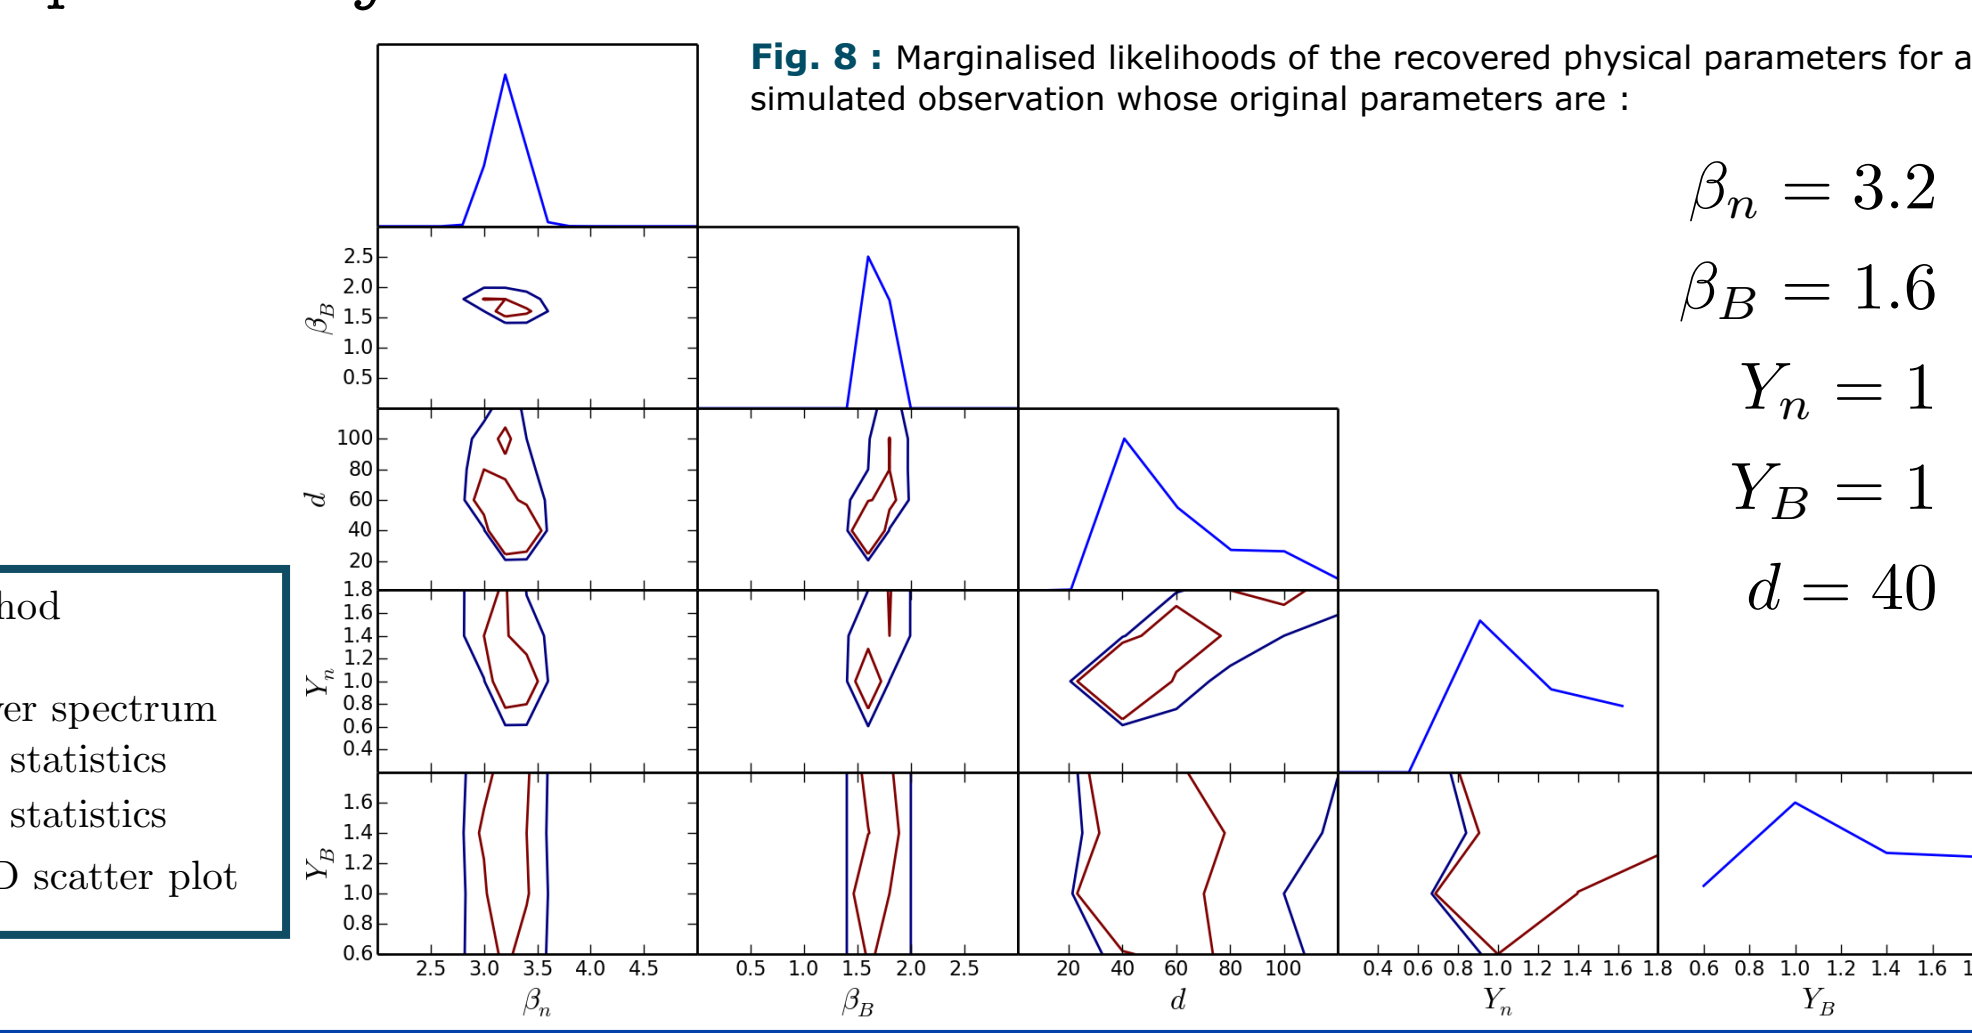 Fig. 8 : Marginalised likelihoods of the recovered physical parameters for a
simulated observation whose original parameters are :
βn = 3.2
βB = 1.6
Yn = 1
YB = 1
d = 40
2.5
2.0
1.5
1.0
0.5
βB
100
80
60
40
20
d
1.8
1.6
1.4
1.2
1.0
0.8
0.6
0.4
Yn
1.6
1.4
1.2
1.0
0.8
0.6
YB
2.5 3.0 3.5 4.0 4.5
0.5 1.0 1.5 2.0 2.5
20 40 60 80 100
0.4 0.6 0.8 1.0 1.2 1.4 1.6 1.8
0.6 0.8 1.0 1.2 1.4 1.6
βn βB d Yn YB
spectrum
statistics
statistics
scatter plot